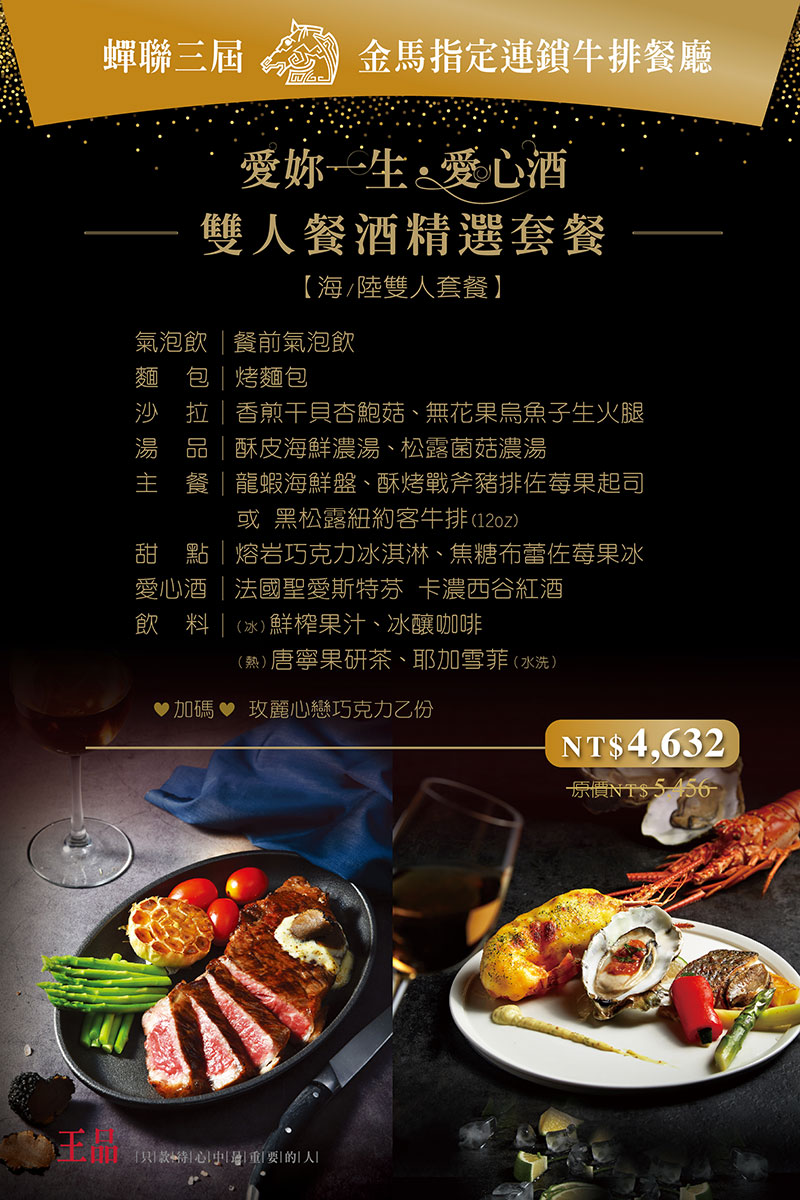 蟬聯三屆 金馬指定連鎖牛排餐廳
愛妳一生・愛心酒
雙人餐酒精選套餐
【海/陸雙人套餐】
氣泡飲｜餐前氣泡飲
麵 包｜烤麵包
沙 拉｜香煎干貝杏鮑菇、無花果烏魚子生火腿
湯 品｜酥皮海鮮濃湯、松露菌菇濃湯
主 餐｜龍蝦海鮮盤、酥烤戰斧豬排佐莓果起司
或 黑松露紐約客牛排(12oz)
甜 點｜熔岩巧克力冰淇淋、焦糖布蕾佐莓果冰
愛心酒｜法國聖愛斯特芬 卡濃西谷紅酒
飲 料｜(冰)鮮榨果汁、冰釀咖啡
(熱)唐寧果研茶、耶加雪菲(水洗)
♥加碼♥ 玫麗心戀巧克力乙份
NT$4,632
原價NT$ 5,456
王品 |只|款|待|心|中|最|重|要|的|人|